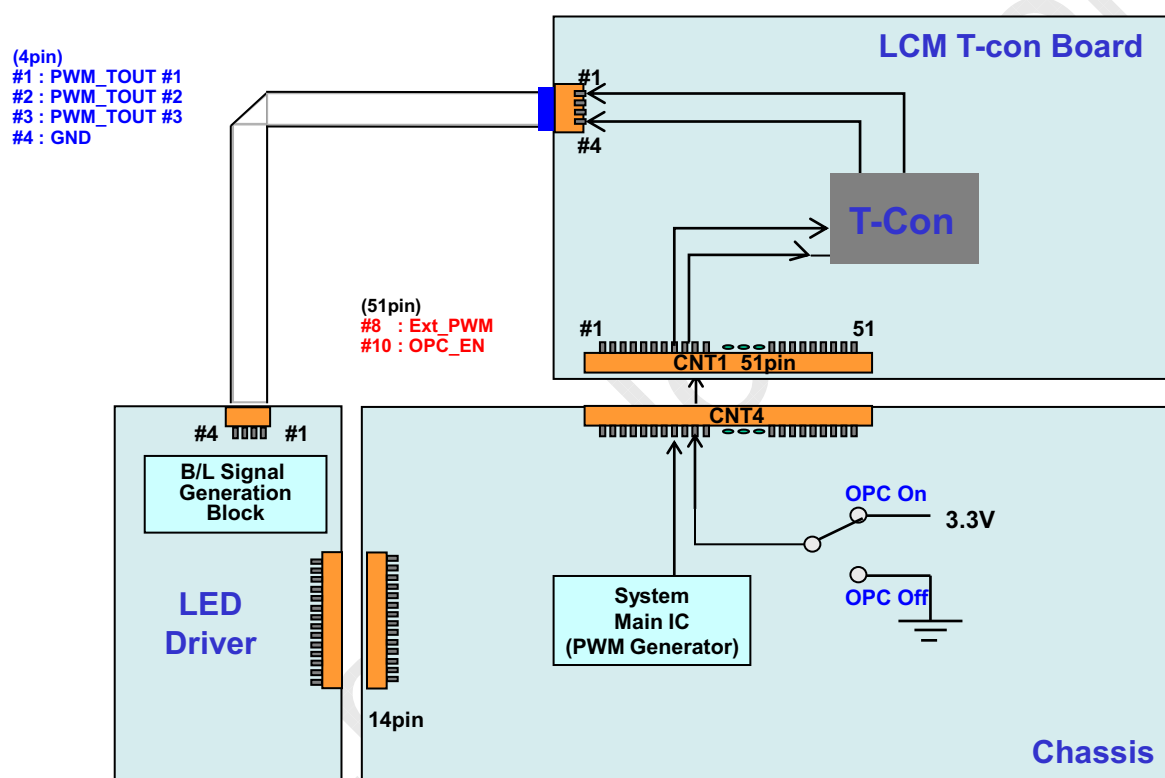 LCM T-con Board
(4pin)
#1 : PWM_TOUT #1
#2 : PWM_TOUT #2
#3 : PWM_TOUT #3
#4 : GND
#1
#4
T-Con
(51pin)
#8 : Ext_PWM
#10 : OPC_EN
#1
51
CNT1 51pin
CNT4
#4
#1
B/L Signal
Generation
Block
OPC On
3.3V
OPC Off
System
Main IC
(PWM Generator)
LED
Driver
14pin
Chassis